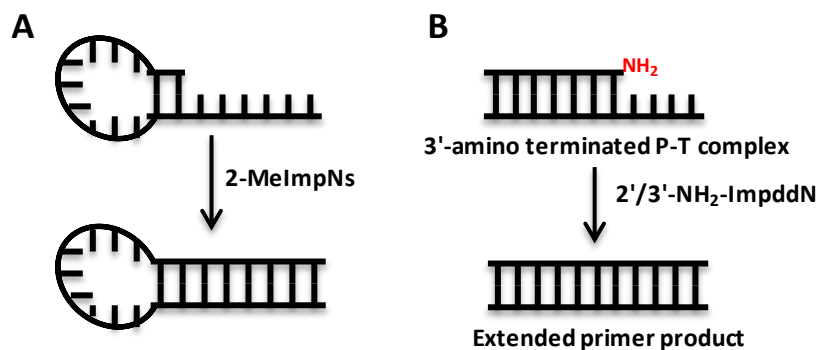 A
2-MeImpNs
B
NH₂
3'-amino terminated P-T complex
2'/3'-NH₂-ImpddN
Extended primer product